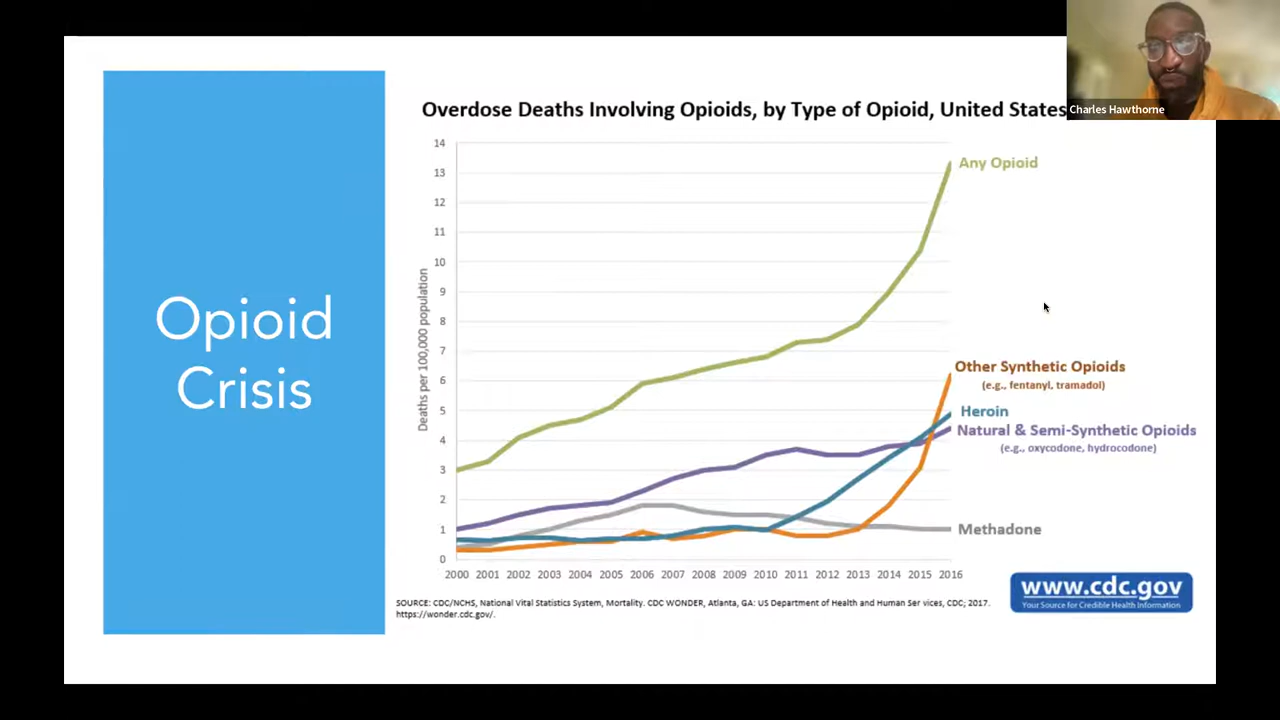 Charles Hawthorne
Opioid
Crisis
Overdose Deaths Involving Opioids, by Type of Opioid, United States
Deaths per 100,000 population
14
13
12
11
10
9
8
7
6
5
4
3
2
1
0
2000 2001 2002 2003 2004 2005 2006 2007 2008 2009 2010 2011 2012 2013 2014 2015 2016
Any Opioid
Other Synthetic Opioids
(e.g., fentanyl, tramadol)
Heroin
Natural & Semi-Synthetic Opioids
(e.g., oxycodone, hydrocodone)
Methadone
SOURCE: CDC/NCHS, National Vital Statistics System, Mortality. CDC WONDER, Atlanta, GA: US Department of Health and Human Ser vices, CDC; 2017.
https://wonder.cdc.gov/.
www.cdc.gov
Your Source for Credible Health Information